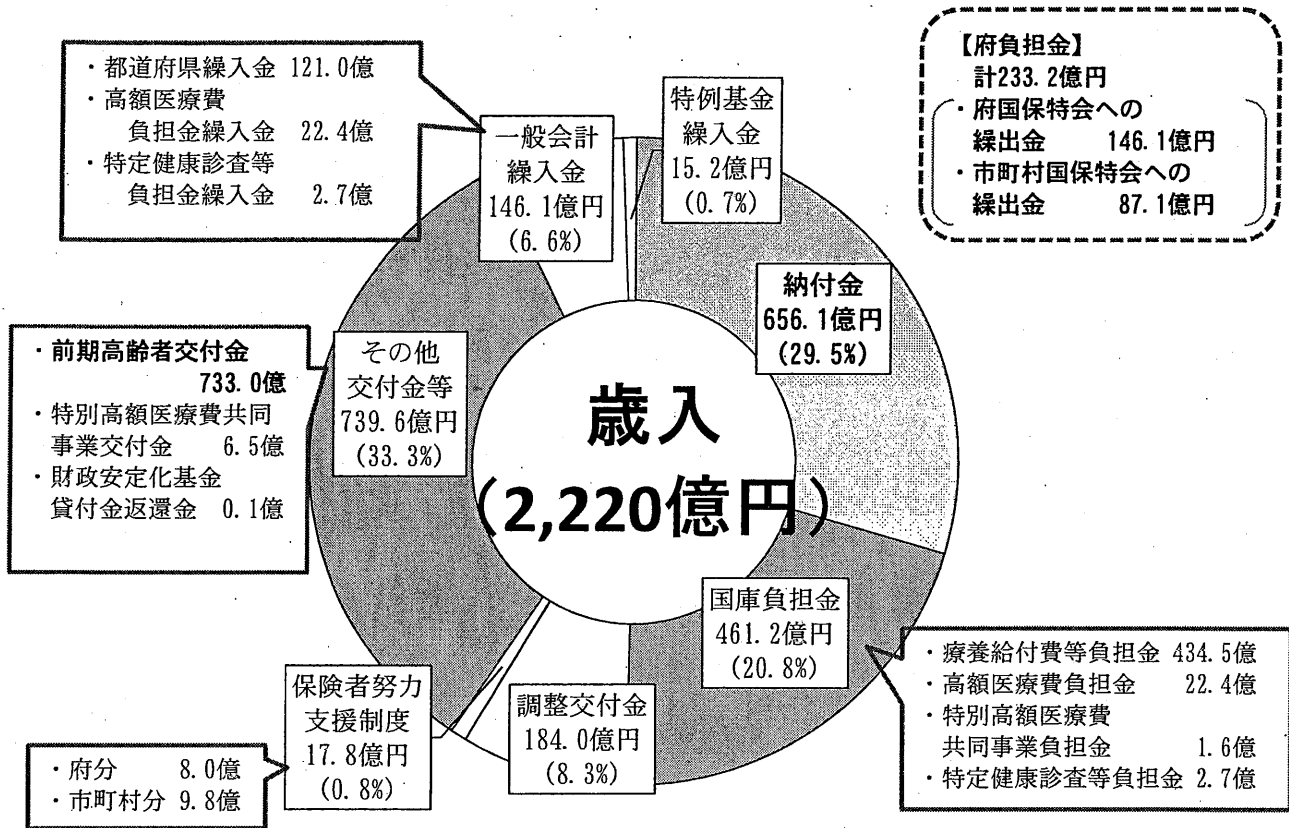 ・都道府県繰入金 121.0億
・高額医療費
負担金繰入金 22.4億
・特定健康診査等
負担金繰入金 2.7億
一般会計
繰入金
146.1億円
(6.6%)
特例基金
繰入金
15.2億円
(0.7%)
【府負担金】
計233.2億円
・府国保特会への
繰出金 146.1億円
・市町村国保特会への
繰出金 87.1億円
納付金
656.1億円
(29.5%)
・前期高齢者交付金
733.0億
・特別高額医療費共同
事業交付金 6.5億
・財政安定化基金
貸付金返還金 0.1億
その他
交付金等
739.6億円
(33.3%)
歳入
(2,220億円)
国庫負担金
461.2億円
(20.8%)
・療養給付費等負担金 434.5億
・高額医療費負担金 22.4億
・特別高額医療費
共同事業負担金 1.6億
・特定健康診査等負担金 2.7億
調整交付金
184.0億円
(8.3%)
保険者努力
支援制度
17.8億円
(0.8%)
・府分 8.0億
・市町村分 9.8億